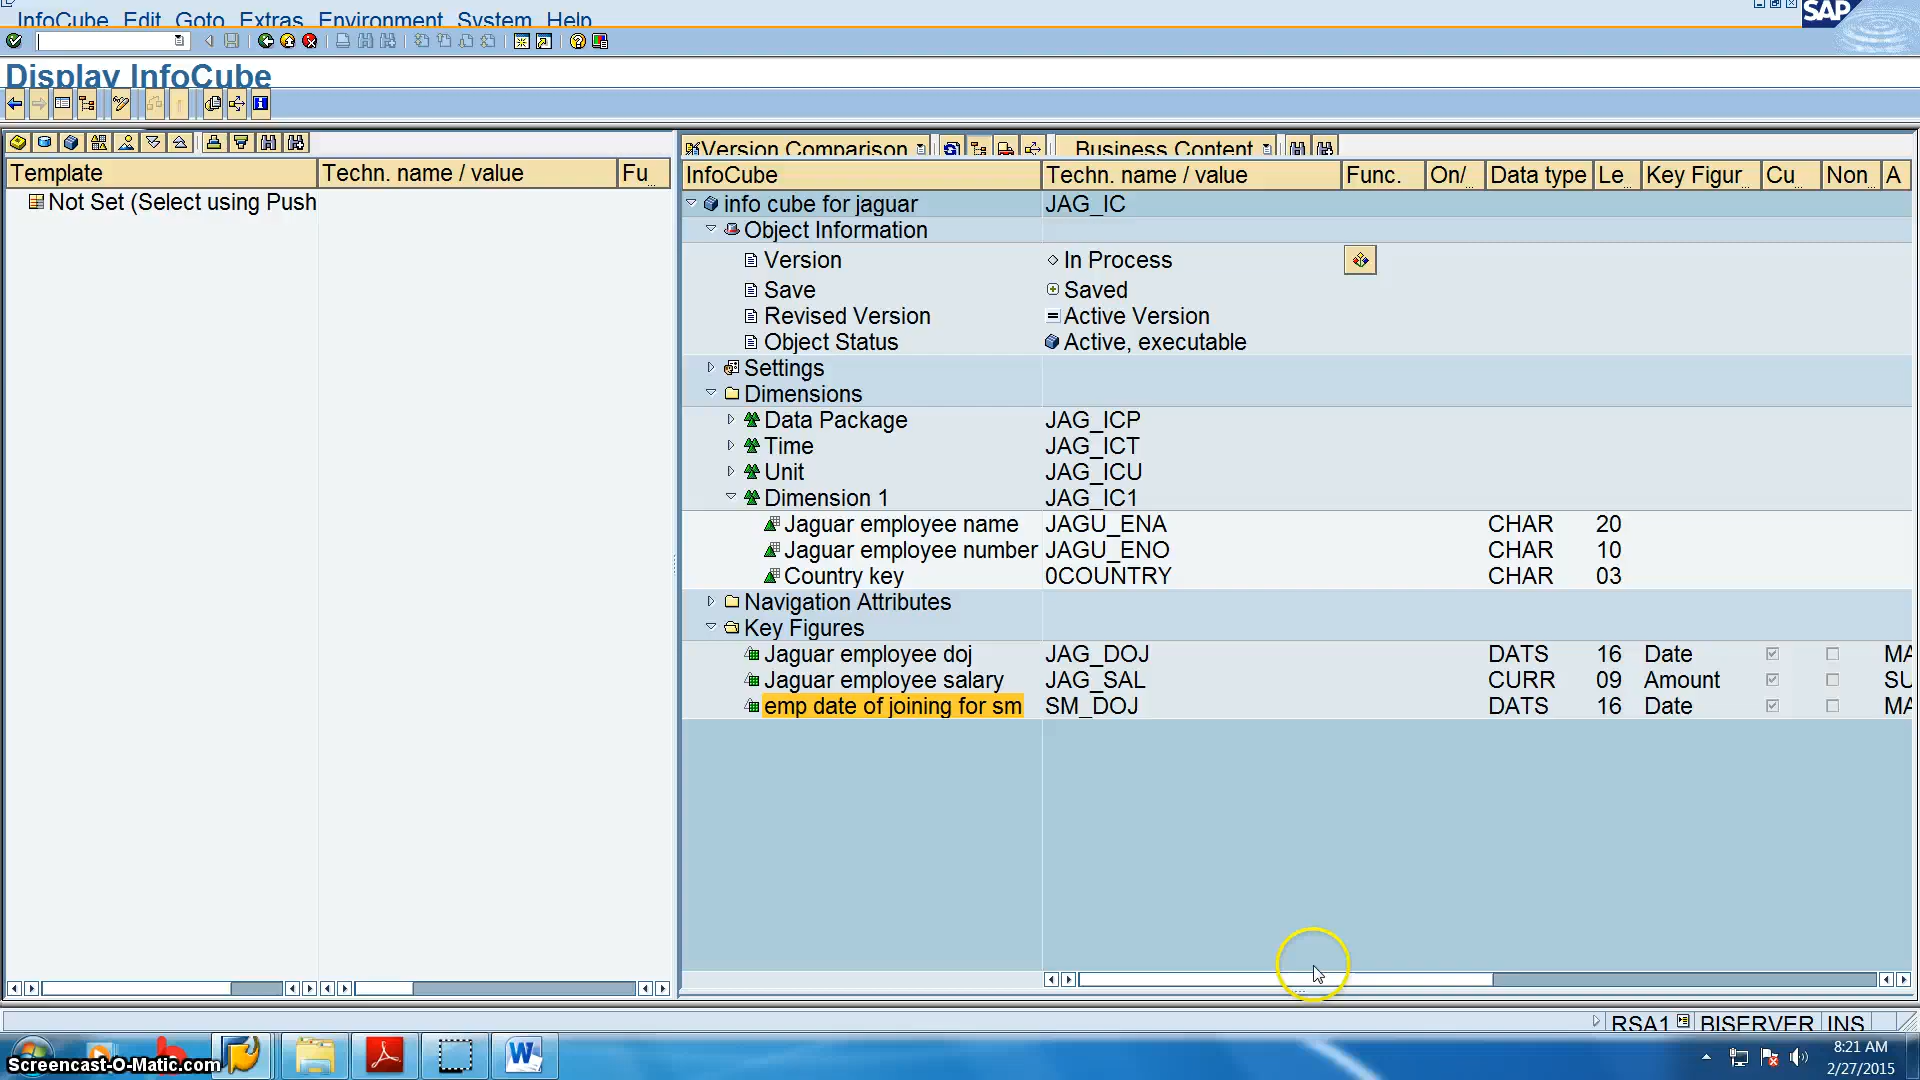 InfoCube Edit Goto Extras Environment System Help
SAP
Display InfoCube
Version Comparison Business Content
Template Techn. name / value Fu
Not Set (Select using Push
InfoCube Techn. name / value Func. On/ Data type Le Key Figur Cu Non A
info cube for jaguar JAG_IC
Object Information
Version In Process
Save Saved
Revised Version Active Version
Object Status Active, executable
Settings
Dimensions
Data Package JAG_ICP
Time JAG_ICT
Unit JAG_ICU
Dimension 1 JAG_IC1
Jaguar employee name JAGU_ENA CHAR 20
Jaguar employee number JAGU_ENO CHAR 10
Country key 0COUNTRY CHAR 03
Navigation Attributes
Key Figures
Jaguar employee doj JAG_DOJ DATS 16 Date MA
Jaguar employee salary JAG_SAL CURR 09 Amount SU
emp date of joining for sm SM_DOJ DATS 16 Date MA
RSA1 BISERVER INS
Screencast-O-Matic.com
8:21 AM
2/27/2015